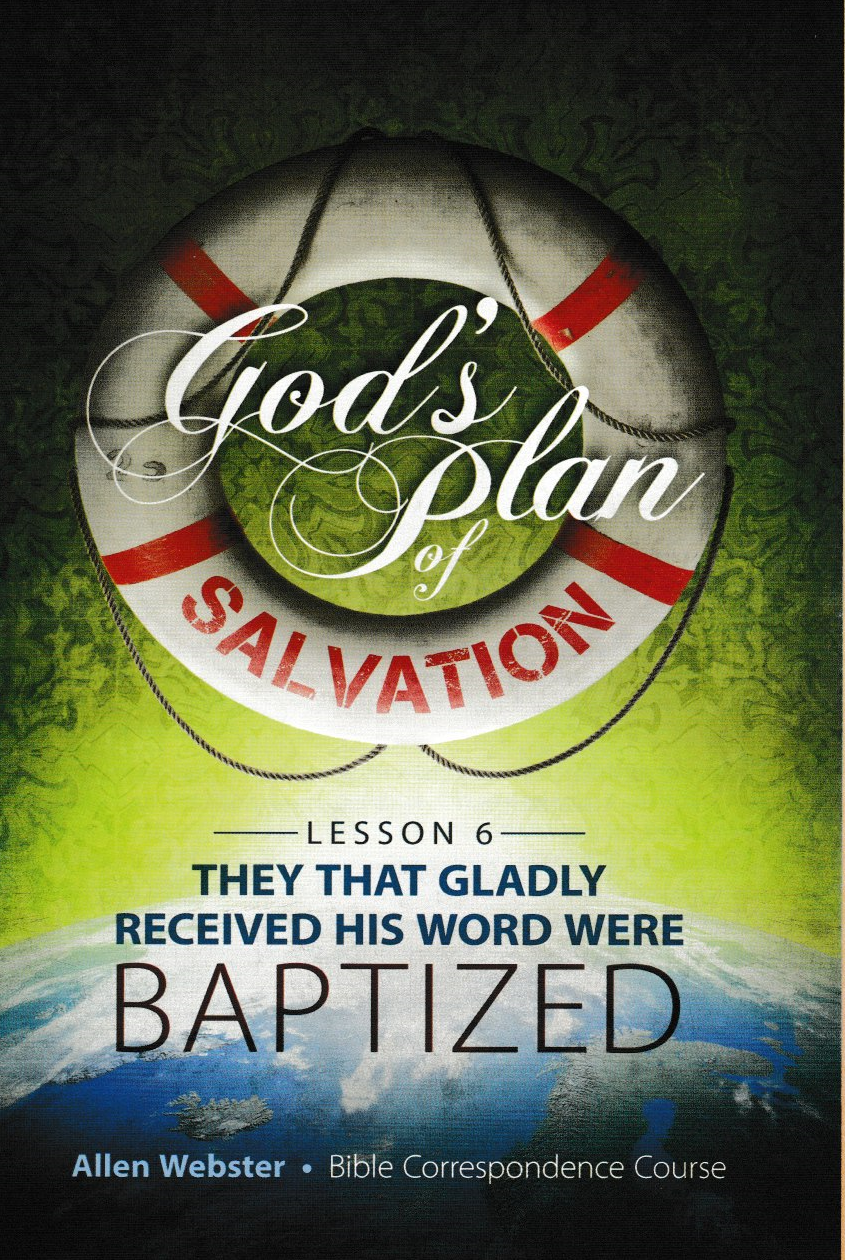 God's
Plan
of
SALVATION
LESSON 6
THEY THAT GLADLY
RECEIVED HIS WORD WERE
BAPTIZED
Allen Webster • Bible Correspondence Course